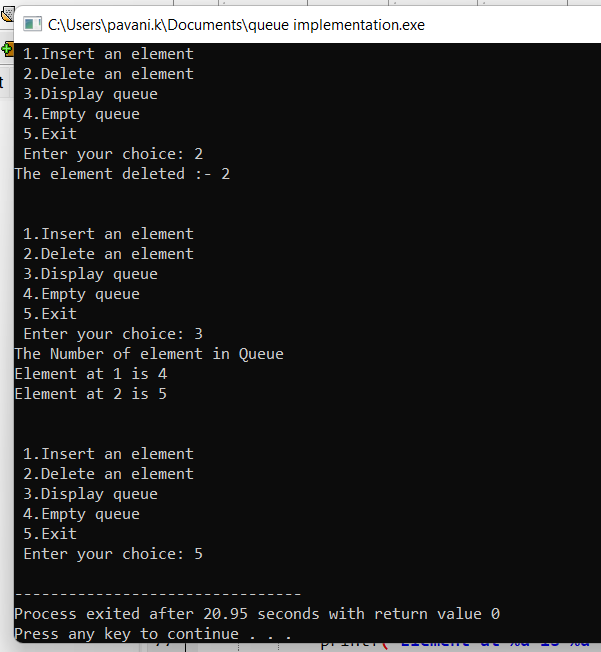 C:\Users\pavani.k\Documents\queue implementation.exe
1.Insert an element
2.Delete an element
3.Display queue
4.Empty queue
5.Exit
Enter your choice: 2
The element deleted :- 2
1.Insert an element
2.Delete an element
3.Display queue
4.Empty queue
5.Exit
Enter your choice: 3
The Number of element in Queue
Element at 1 is 4
Element at 2 is 5
1.Insert an element
2.Delete an element
3.Display queue
4.Empty queue
5.Exit
Enter your choice: 5
--------------------------------
Process exited after 20.95 seconds with return value 0
Press any key to continue . . .